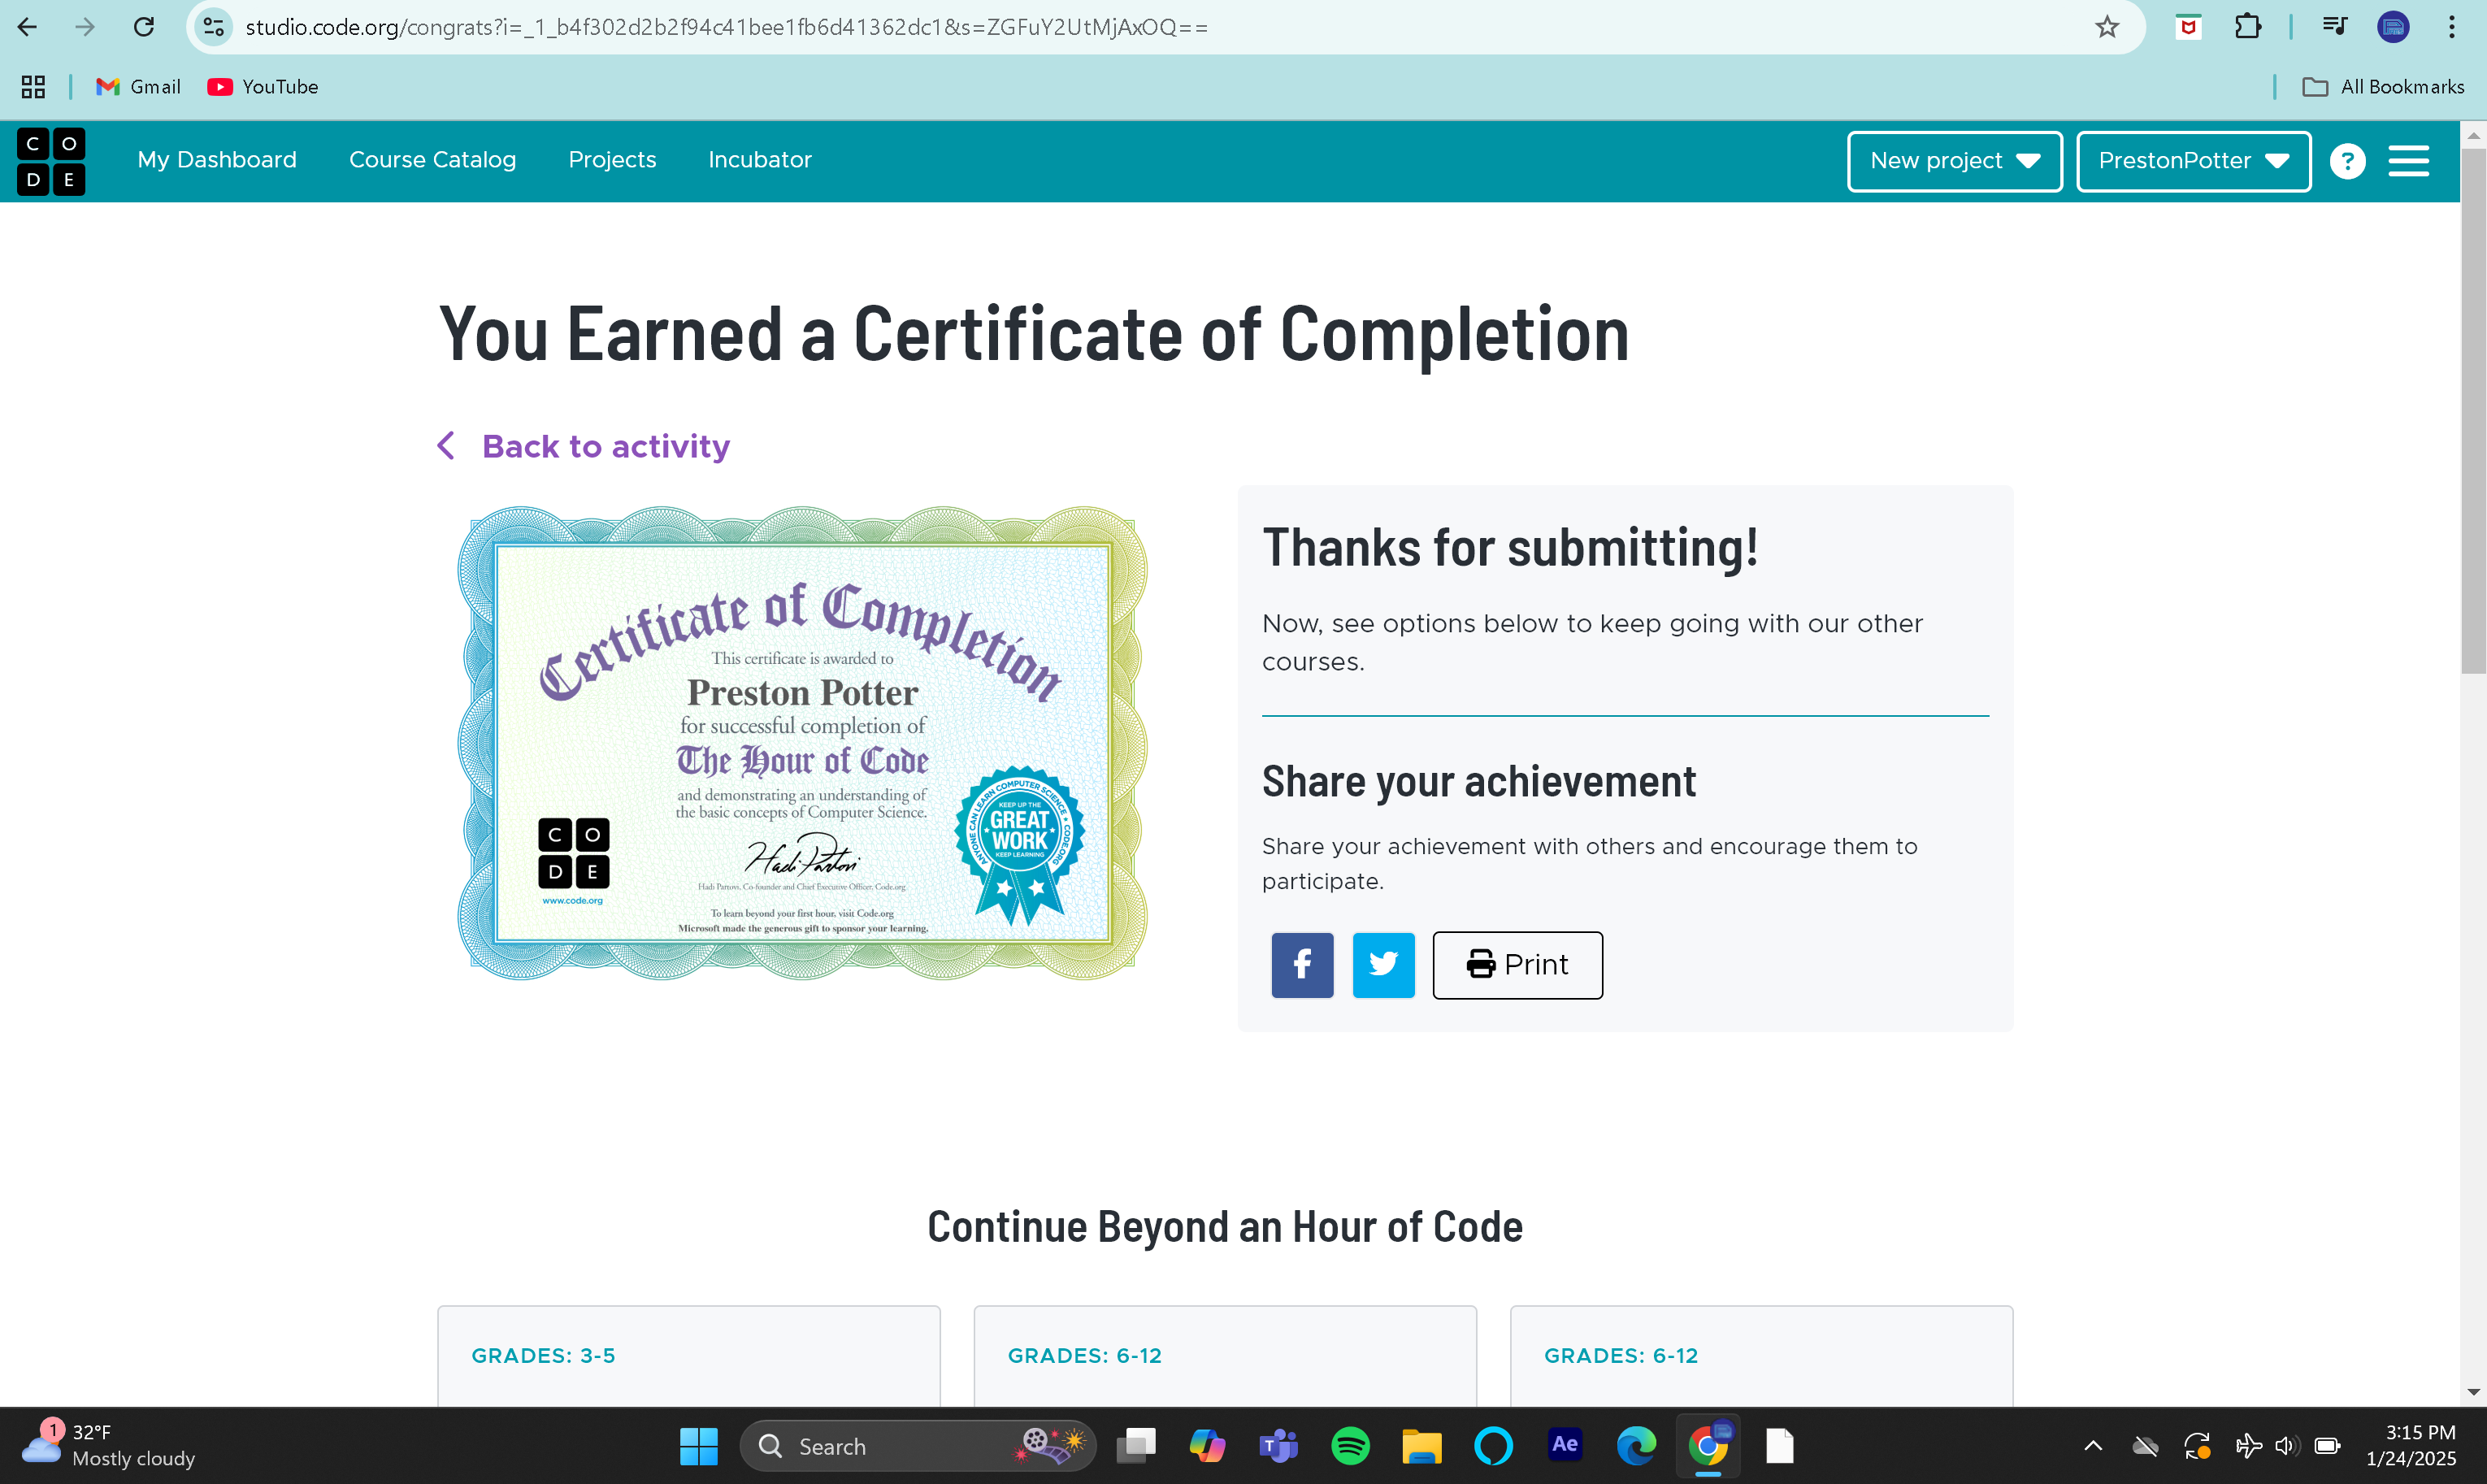 studio.code.org/congrats?i=_1_b4f302d2b2f94c41bee1fb6d41362dc1&s=ZGFuY2UtMjAxOQ==
Gmail YouTube All Bookmarks
C O D E My Dashboard Course Catalog Projects Incubator New project PrestonPotter ?
You Earned a Certificate of Completion
Back to activity
Certificate of Completion
This certificate is awarded to
Preston Potter
for successful completion of
The Hour of Code
and demonstrating an understanding of
the basic concepts of Computer Science.
Hadi Partovi
Hadi Partovi, Co-founder and Chief Executive Officer, Code.org
To learn beyond your first hour, visit Code.org
Microsoft made the generous gift to sponsor your learning.
C O
D E
www.code.org
ANYONE CAN LEARN COMPUTER SCIENCE • CODE.ORG
KEEP UP THE
GREAT
WORK
KEEP LEARNING
Thanks for submitting!
Now, see options below to keep going with our other
courses.
Share your achievement
Share your achievement with others and encourage them to
participate.
f Print
Continue Beyond an Hour of Code
GRADES: 3-5 GRADES: 6-12 GRADES: 6-12
1 32°F
Mostly cloudy
Search
T
Ae
3:15 PM
1/24/2025